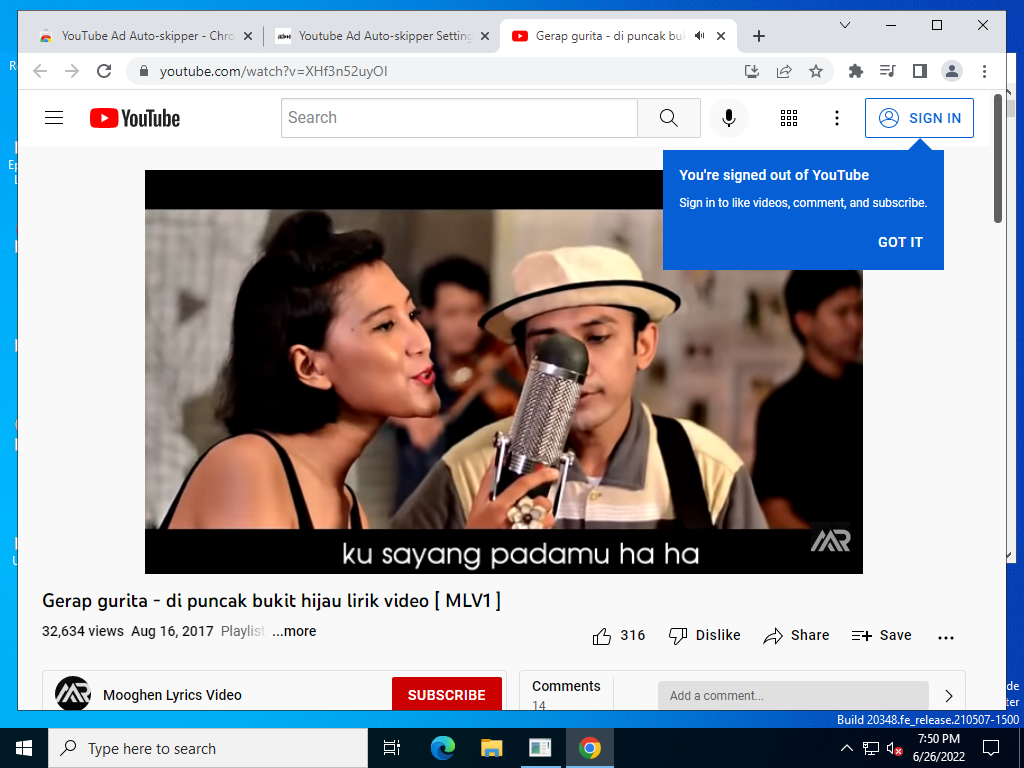 YouTube Ad Auto-skipper - Chro
Youtube Ad Auto-skipper Setting
Gerap gurita - di puncak buki
youtube.com/watch?v=XHf3n52uyOI
YouTube
Search
SIGN IN
You're signed out of YouTube
Sign in to like videos, comment, and subscribe.
GOT IT
ku sayang padamu ha ha
MR
Gerap gurita - di puncak bukit hijau lirik video [ MLV1 ]
32,634 views Aug 16, 2017 Playlist ...more
316 Dislike Share Save
Mooghen Lyrics Video
SUBSCRIBE
Comments
14
Add a comment...
Build 20348.fe_release.210507-1500
Type here to search
7:50 PM
6/26/2022